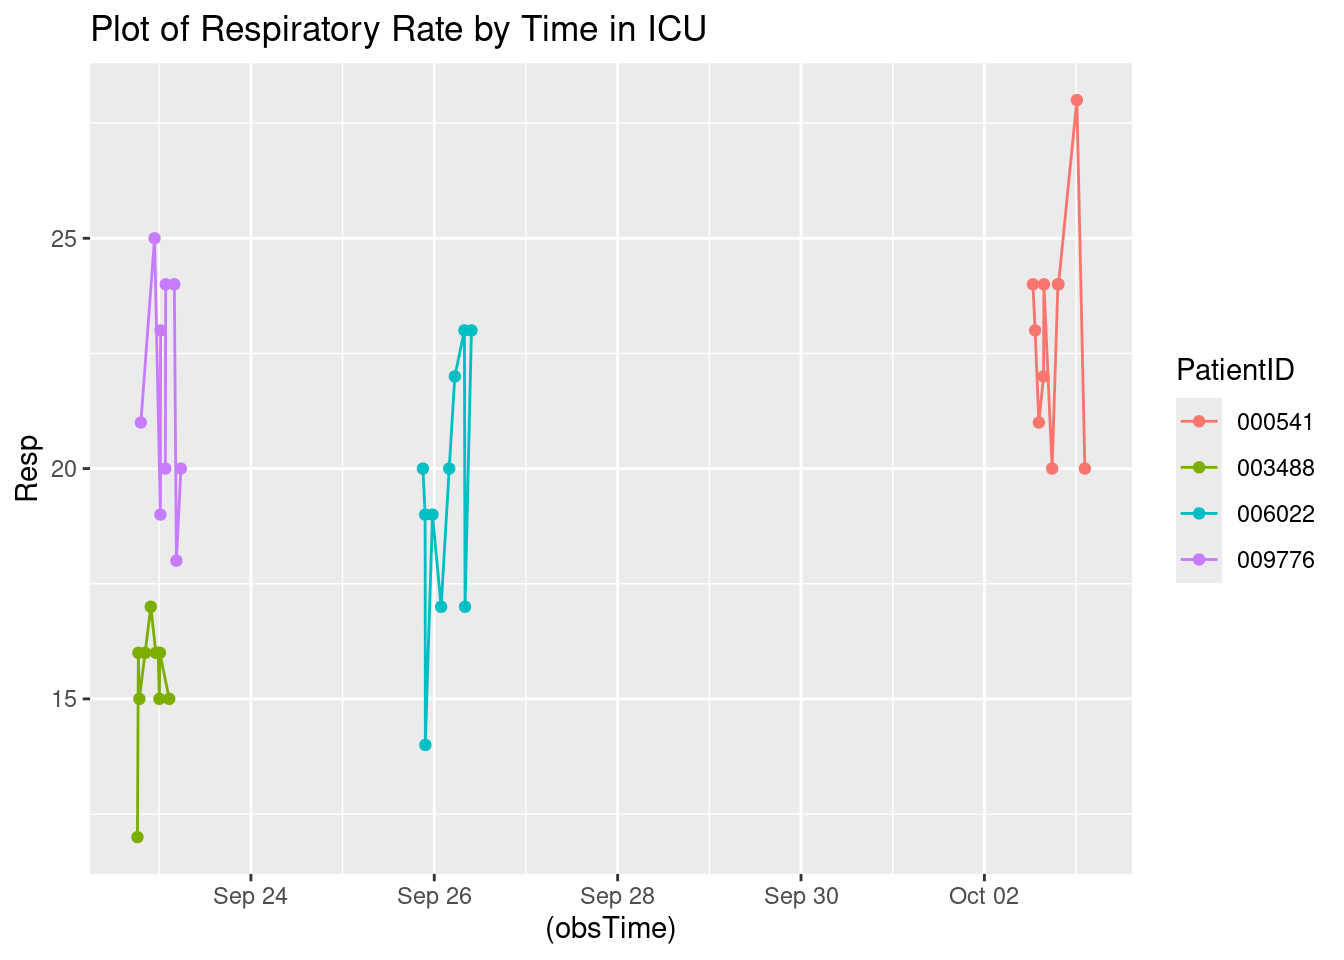 Plot of Respiratory Rate by Time in ICU
25
20
15
Resp
Sep 24
Sep 26
Sep 28
Sep 30
Oct 02
(obsTime)
PatientID
000541
003488
006022
009776